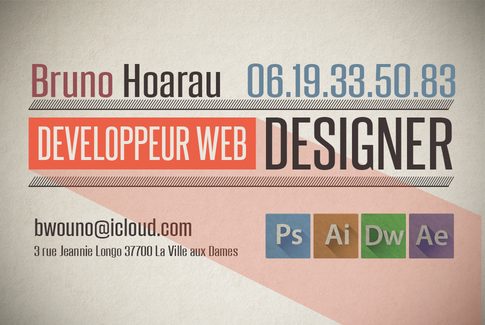 Bruno Hoarau 06.19.33.50.83
DEVELOPPEUR WEB DESIGNER
bwouno@icloud.com
3 rue Jeannie Longo 37700 La Ville aux Dames
Ps Ai Dw Ae